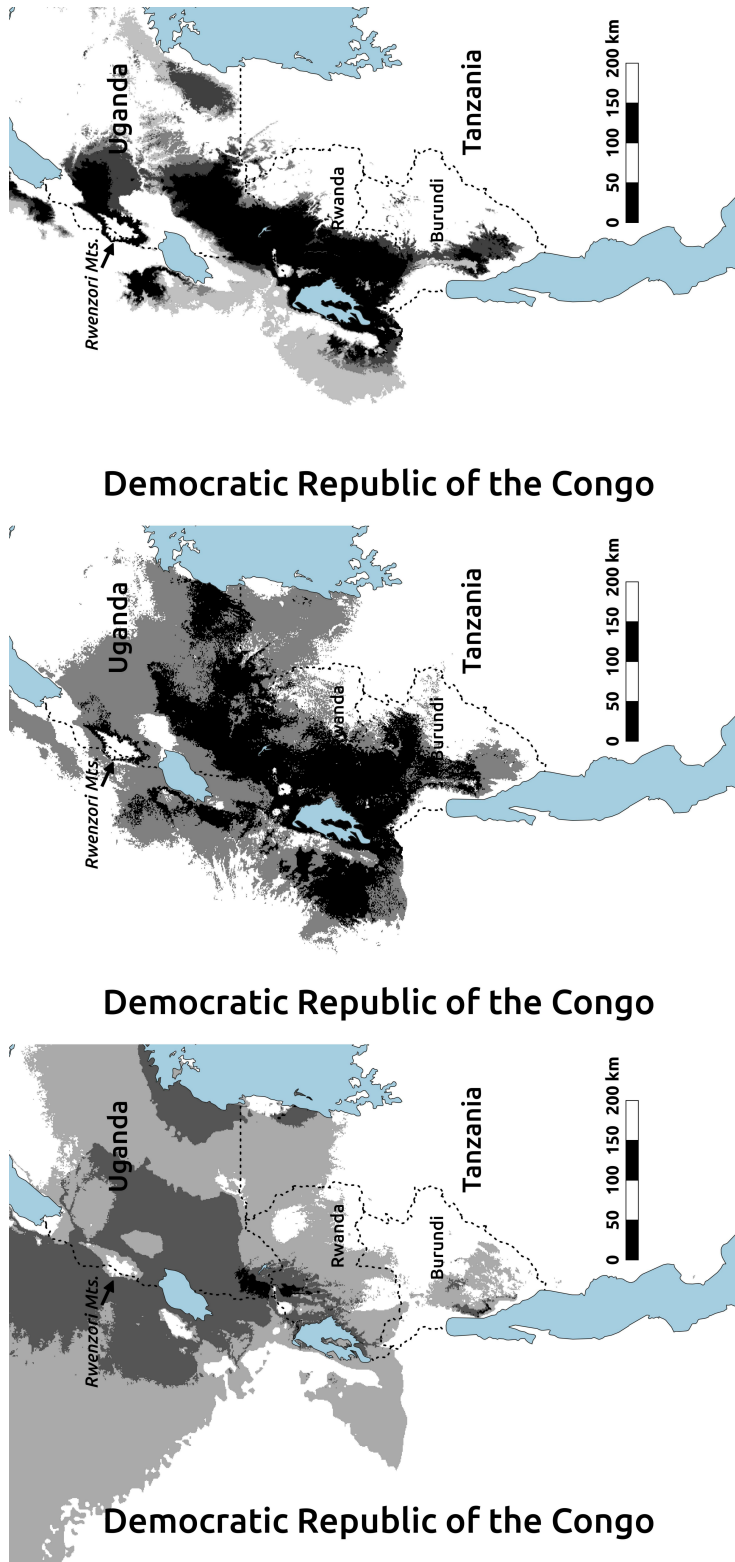 Rwenzori Mts.
Uganda
Rwanda
Burundi
Tanzania
0 50 100 150 200 km
Democratic Republic of the Congo
Rwenzori Mts.
Uganda
Rwanda
Burundi
Tanzania
0 50 100 150 200 km
Democratic Republic of the Congo
Rwenzori Mts.
Uganda
Rwanda
Burundi
Tanzania
0 50 100 150 200 km
Democratic Republic of the Congo